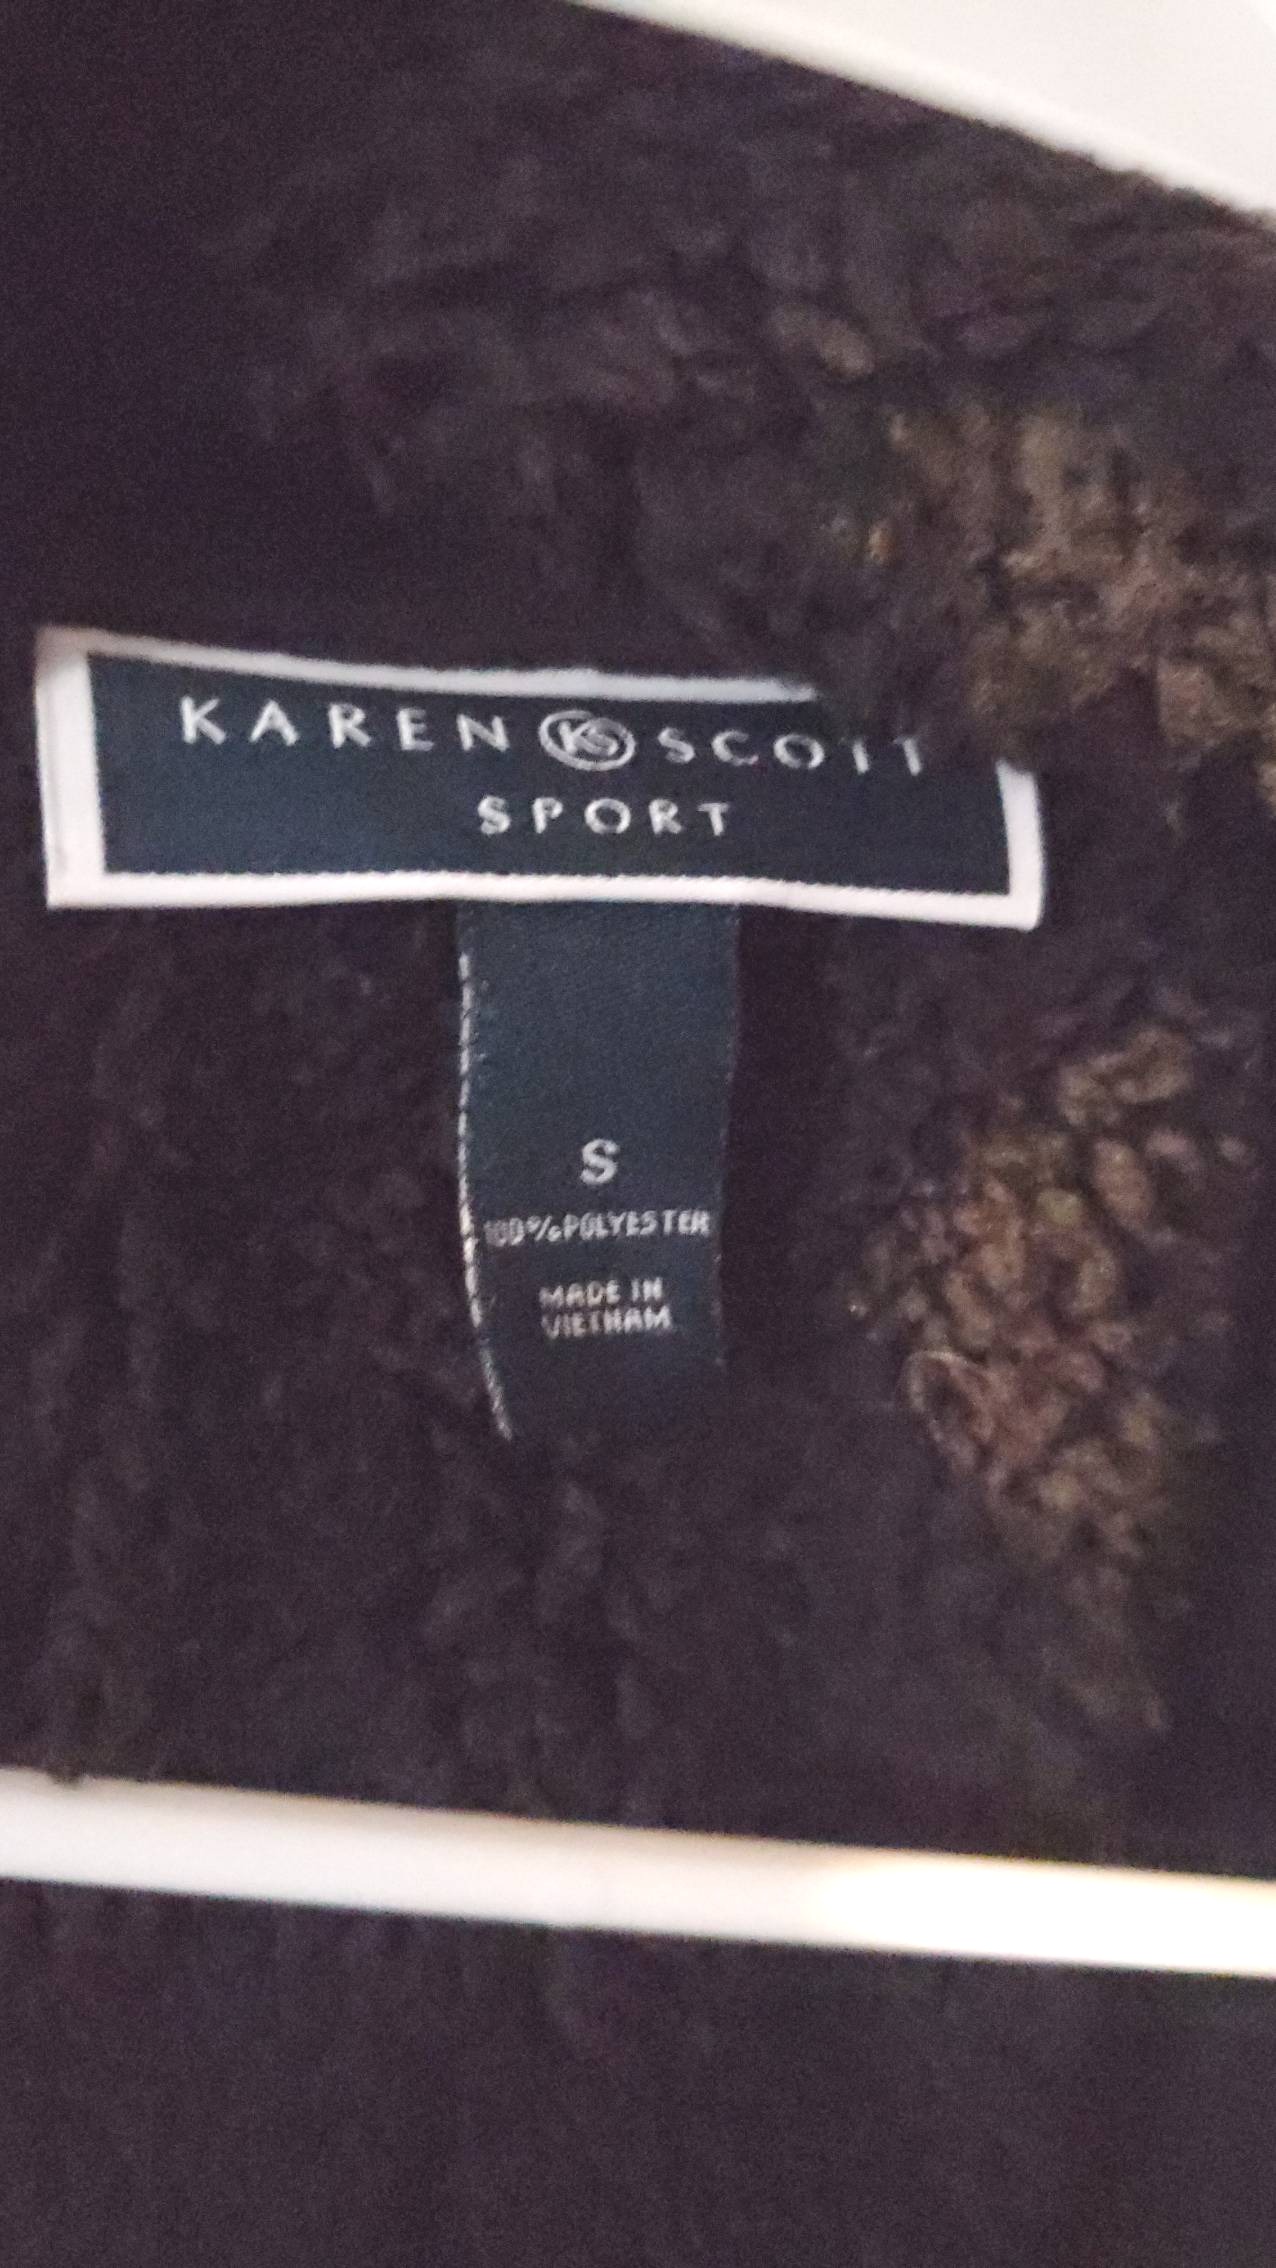 KAREN KS SCOTT
SPORT
S
100% POLYESTER
MADE IN
VIETNAM